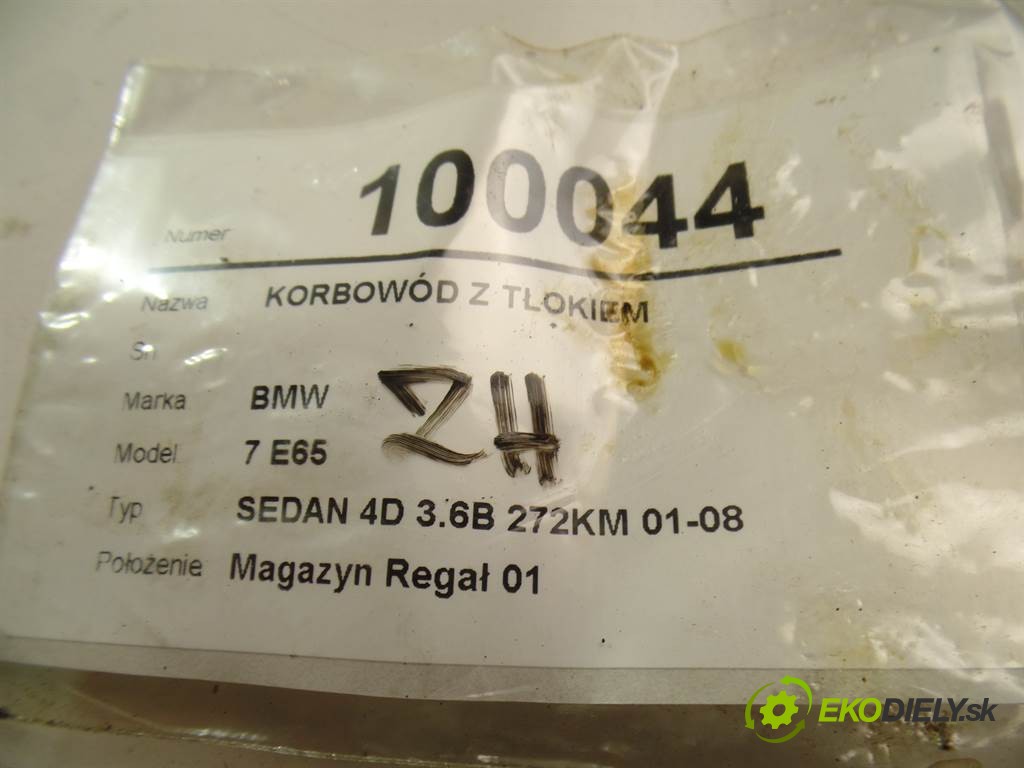 Numer 100044
Nazwa KORBOWÓD Z TŁOKIEM
Sn
Marka BMW
Model 7 E65
ZH
Typ SEDAN 4D 3.6B 272KM 01-08
Położenie Magazyn Regał 01
EKODIELY.sk